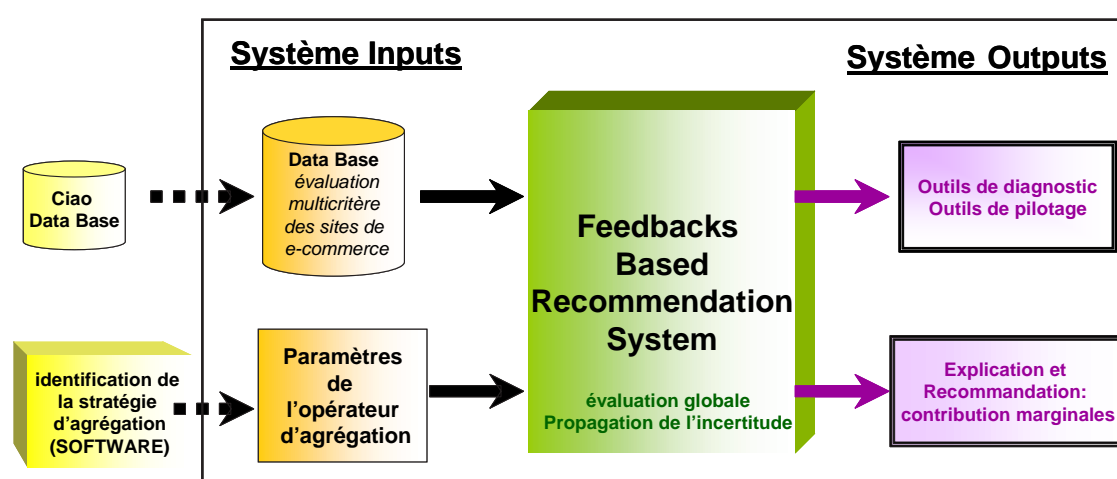 Système Inputs
Système Outputs
Ciao
Data Base
Data Base
évaluation
multicritère
des sites de
e-commerce
Feedbacks
Based
Recommendation
System
évaluation globale
Propagation de l'incertitude
Outils de diagnostic
Outils de pilotage
identification de
la stratégie
d'agrégation
(SOFTWARE)
Paramètres
de
l'opérateur
d'agrégation
Explication et
Recommandation:
contribution marginales